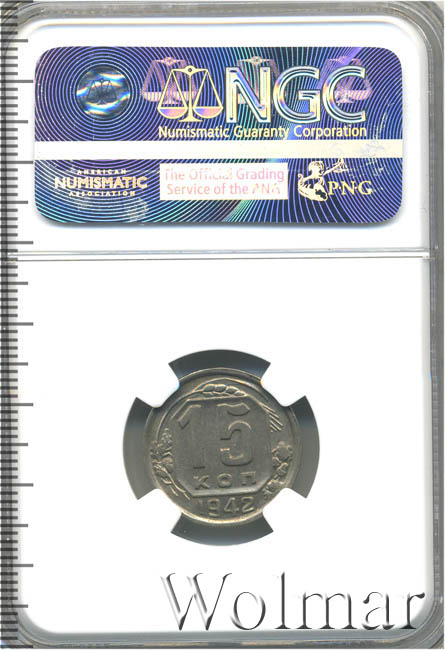 NGC
Numismatic Guaranty Corporation
AMERICAN
NUMISMATIC
ASSOCIATION
The Official Grading
Service of the ANA
PNG
15
КОП
1942
Wolmar